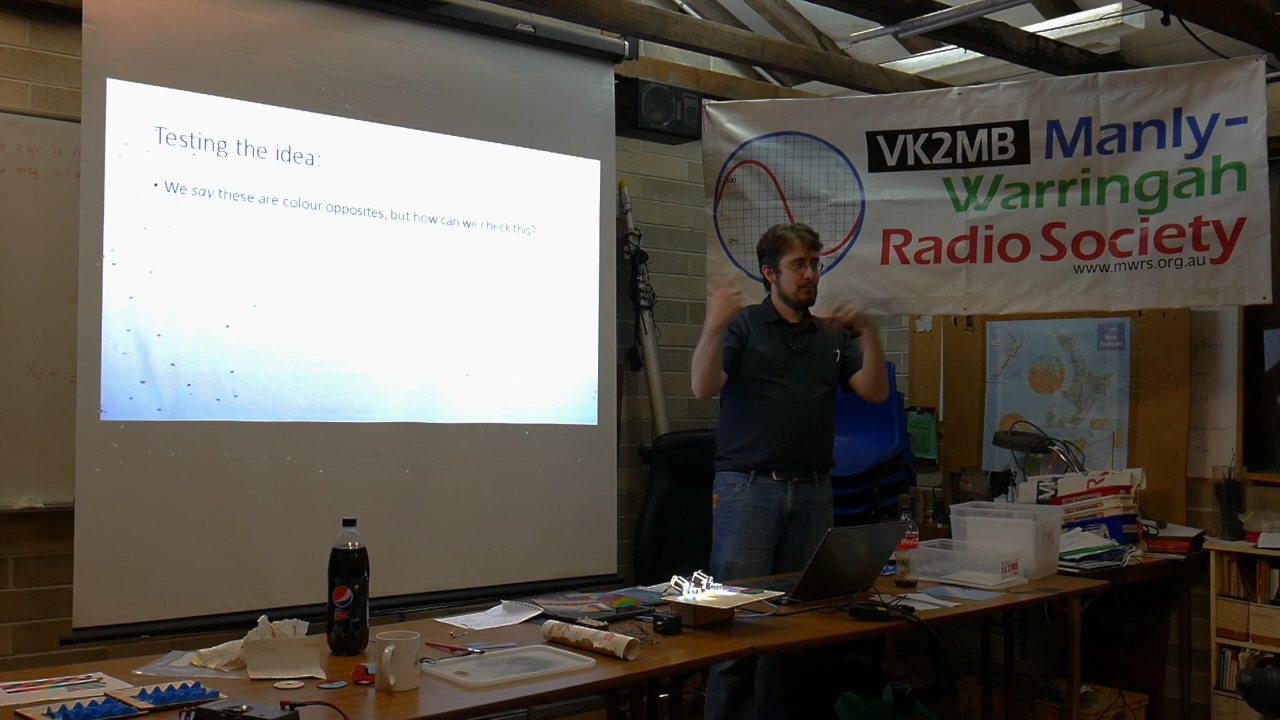 Testing the idea:
• We say these are colour opposites, but how can we check this?
VK2MB Manly-
Warringah
Radio Society
www.mwrs.org.au